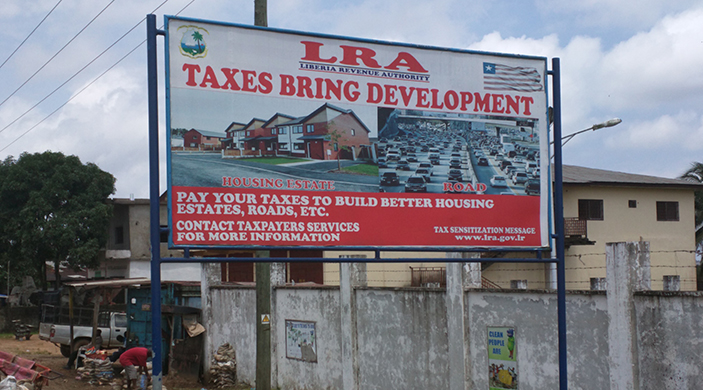 LRA
LIBERIA REVENUE AUTHORITY
TAXES BRING DEVELOPMENT
HOUSING ESTATE
ROAD
PAY YOUR TAXES TO BUILD BETTER HOUSING
ESTATES, ROADS, ETC.
CONTACT TAXPAYERS SERVICES
FOR MORE INFORMATION
TAX SENSITIZATION MESSAGE
www.lra.gov.lr
CLEAN
PEOPLE
ARE